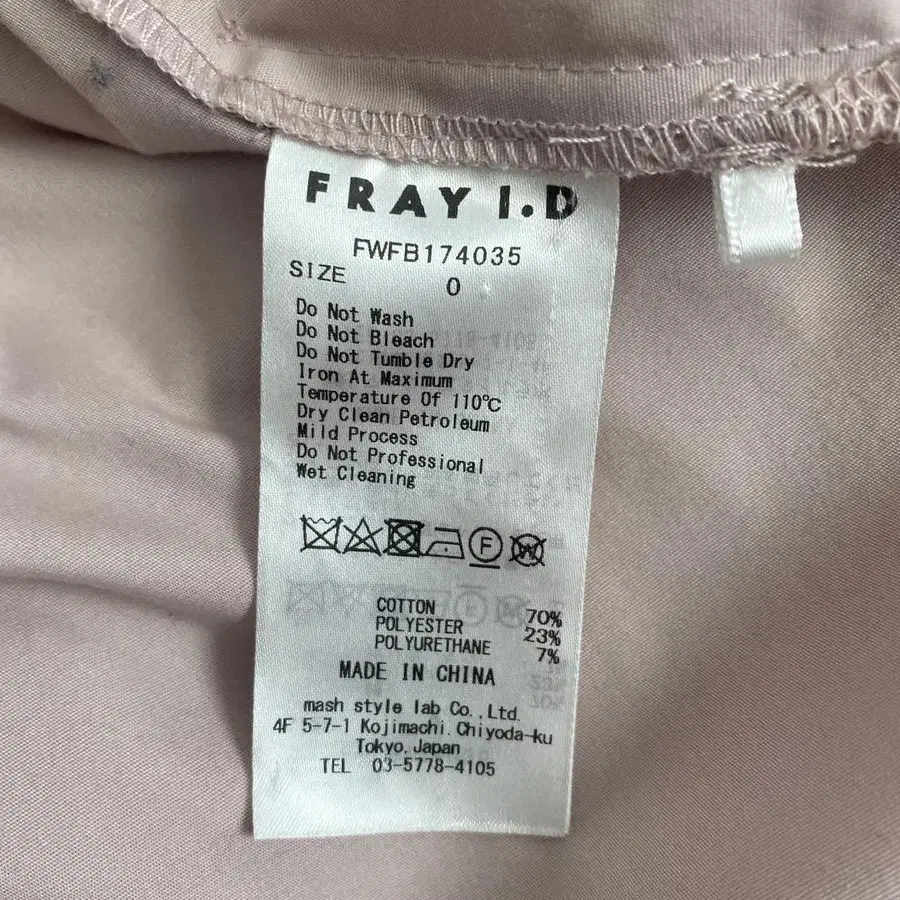 FRAY I.D
FWFB174035
SIZE 0
Do Not Wash
Do Not Bleach
Do Not Tumble Dry
Iron At Maximum
Temperature Of 110℃
Dry Clean Petroleum
Mild Process
Do Not Professional
Wet Cleaning
F W
COTTON 70%
POLYESTER 23%
POLYURETHANE 7%
MADE IN CHINA
mash style lab Co.,Ltd.
4F 5-7-1 Kojimachi.Chiyoda-ku
Tokyo.Japan
TEL 03-5778-4105